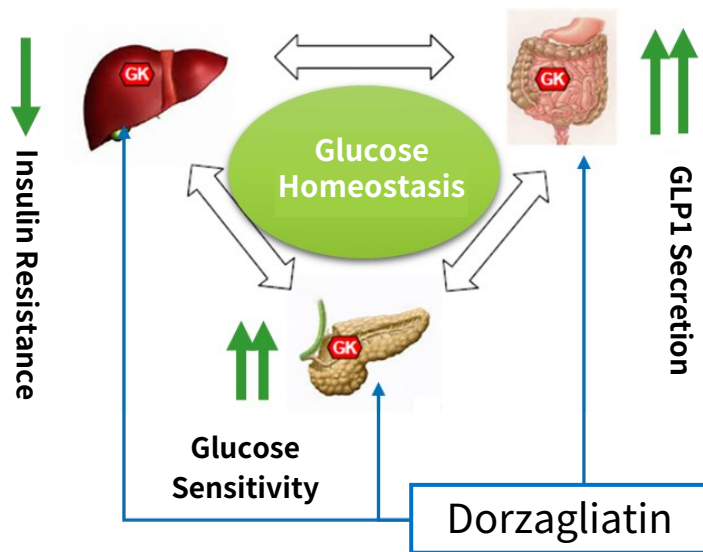 GK
GK
Glucose
Homeostasis
Insulin Resistance
GLP1 Secretion
GK
Glucose
Sensitivity
Dorzagliatin